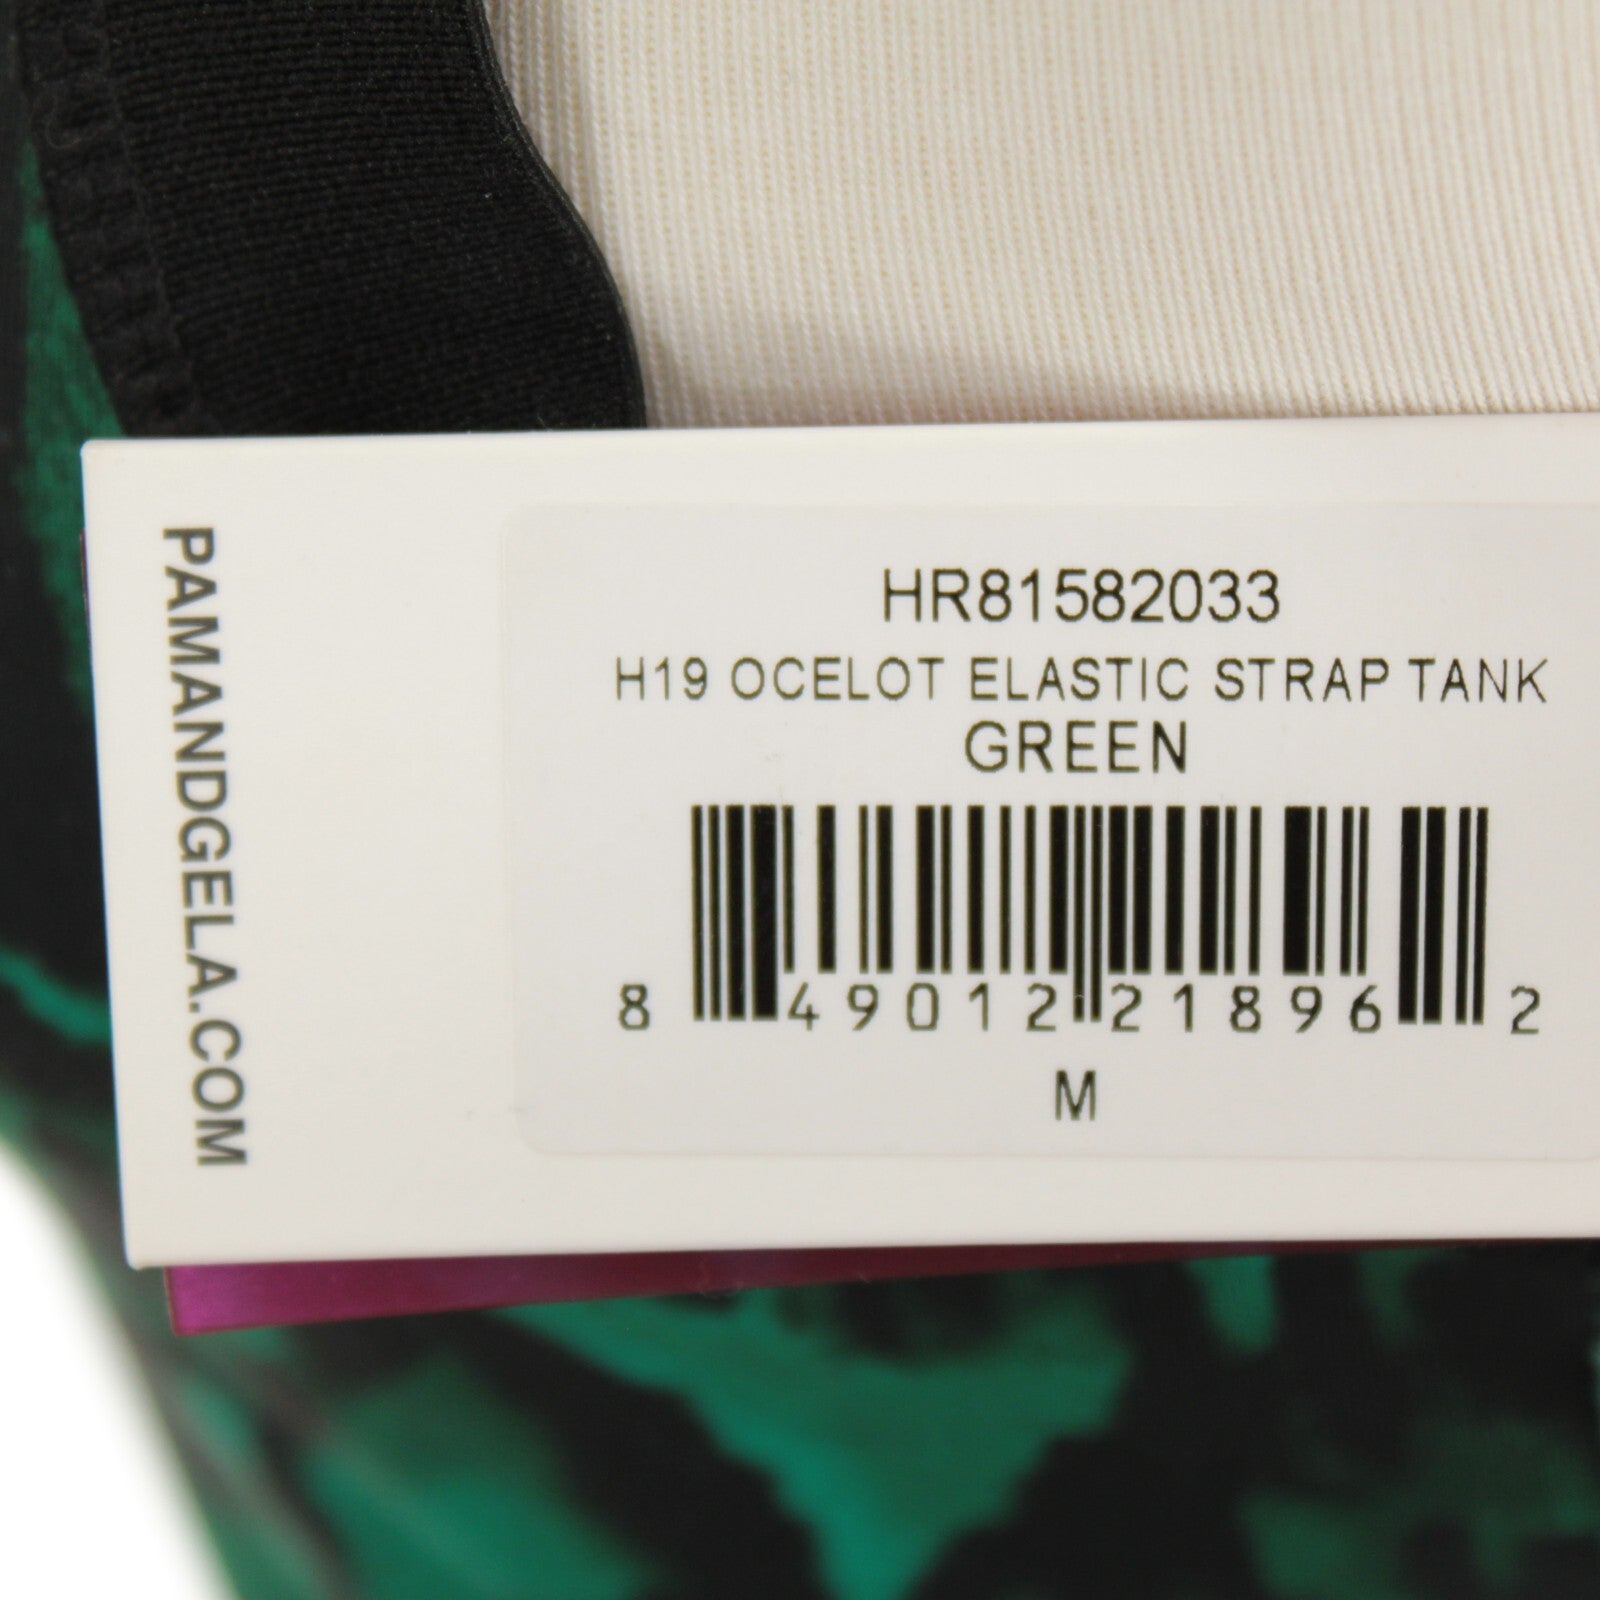 PAMANDGELA.COM
HR81582033
H19 OCELOT ELASTIC STRAP TANK
GREEN
8 49012 21896 2
M